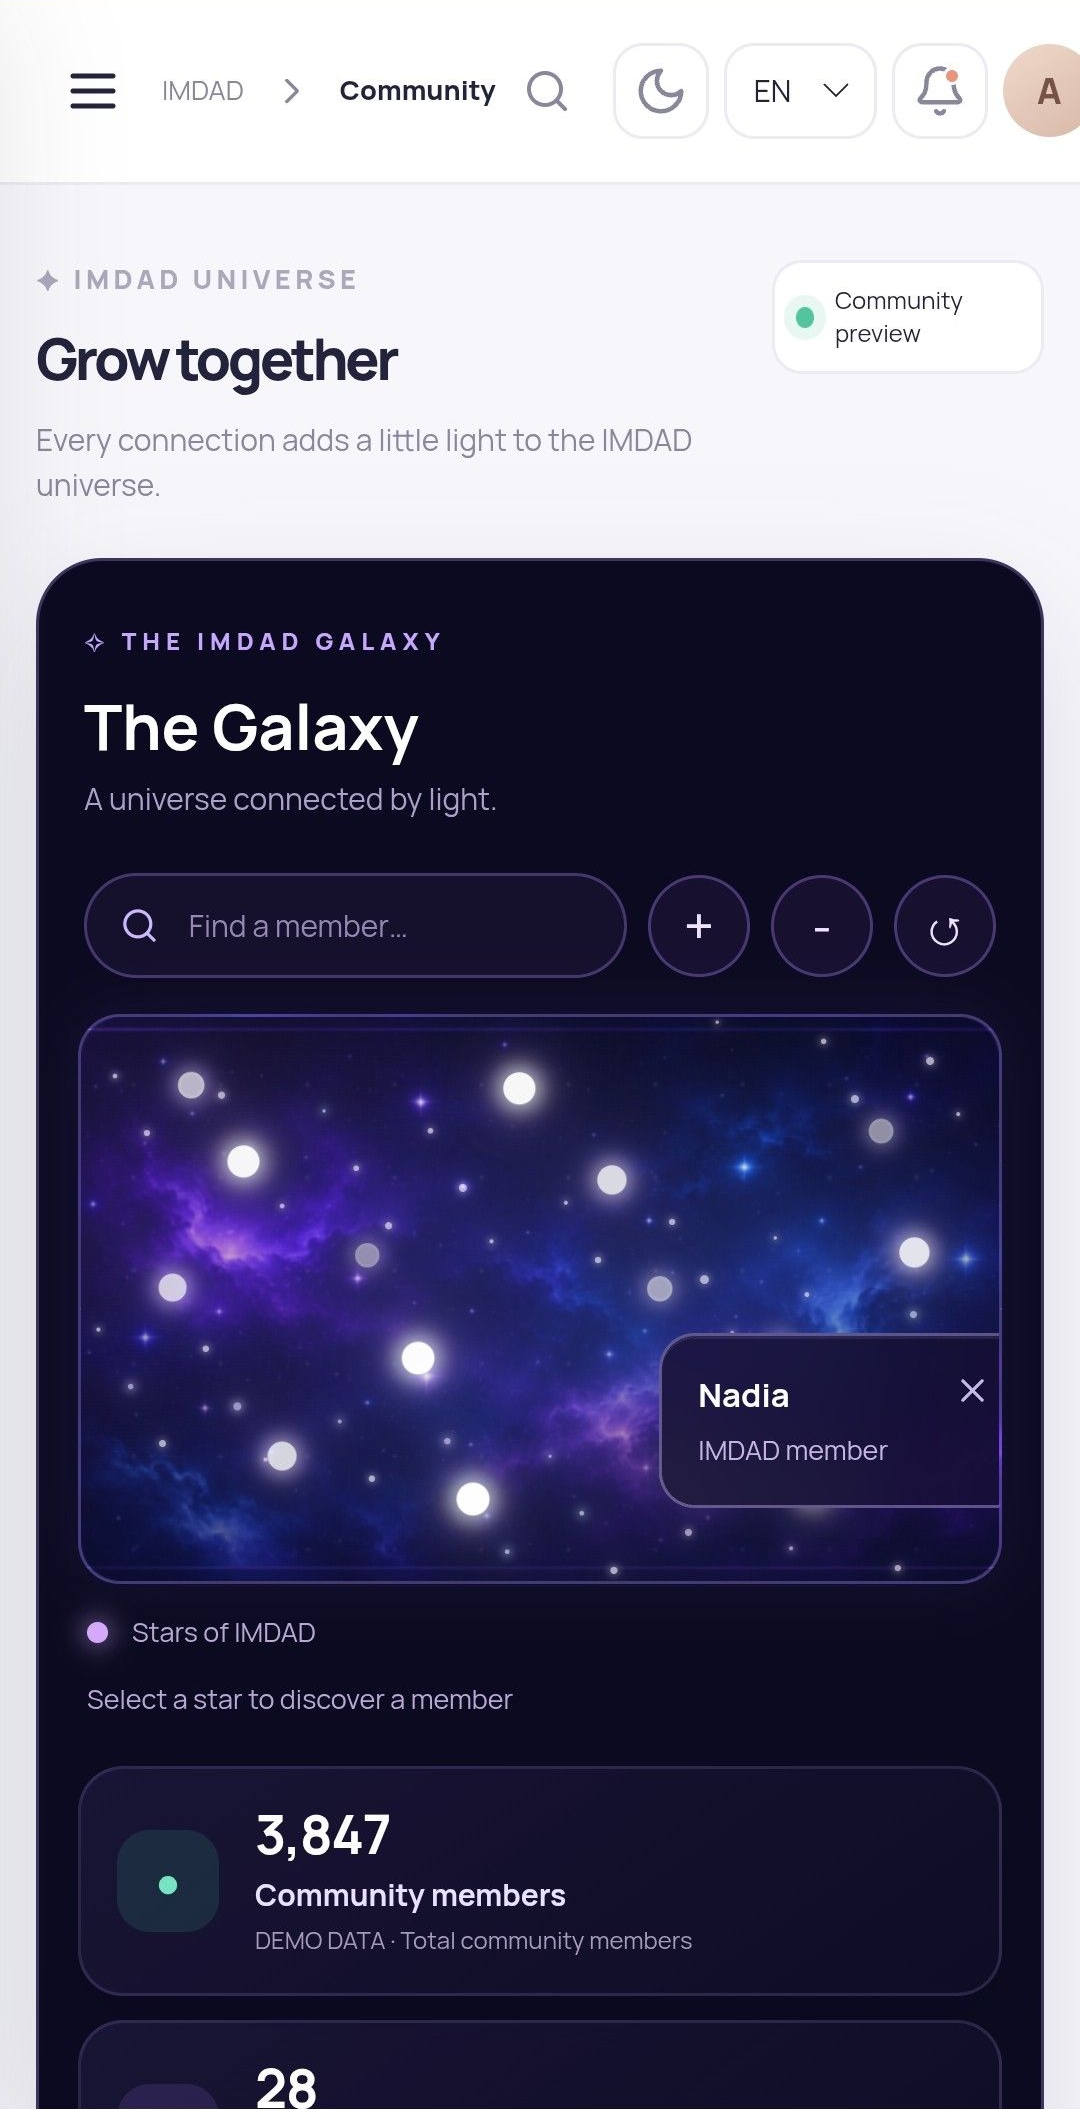 IMDAD > Community
EN
A
IMDAD UNIVERSE
Community
preview
Grow together
Every connection adds a little light to the IMDAD
universe.
THE IMDAD GALAXY
The Galaxy
A universe connected by light.
Find a member...
+ -
Nadia
IMDAD member
Stars of IMDAD
Select a star to discover a member
3,847
Community members
DEMO DATA · Total community members
28